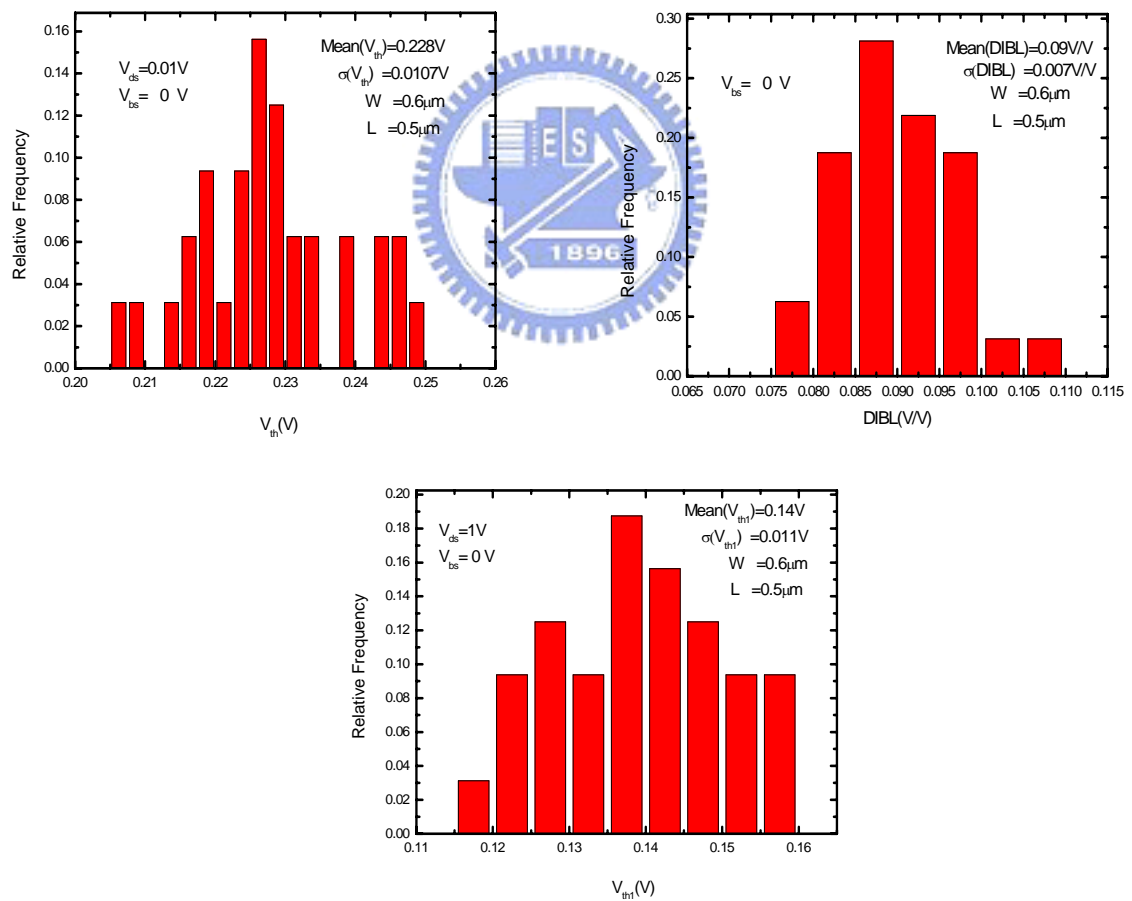 0.16
0.14
0.12
0.10
0.08
0.06
0.04
0.02
0.00
Relative Frequency
V_ds=0.01V
V_bs= 0 V
Mean(V_th)=0.228V
σ(V_th) =0.0107V
W =0.6μm
L =0.5μm
0.20 0.21 0.22 0.23 0.24 0.25 0.26
V_th(V)
ES
1896
0.30
0.25
0.20
0.15
0.10
0.05
0.00
Relative Frequency
V_bs= 0 V
Mean(DIBL)=0.09V/V
σ(DIBL) =0.007V/V
W =0.6μm
L =0.5μm
0.065 0.070 0.075 0.080 0.085 0.090 0.095 0.100 0.105 0.110 0.115
DIBL(V/V)
0.20
0.18
0.16
0.14
0.12
0.10
0.08
0.06
0.04
0.02
0.00
Relative Frequency
V_ds=1V
V_bs=0 V
Mean(V_th1)=0.14V
σ(V_th1) =0.011V
W =0.6μm
L =0.5μm
0.11 0.12 0.13 0.14 0.15 0.16
V_th1(V)